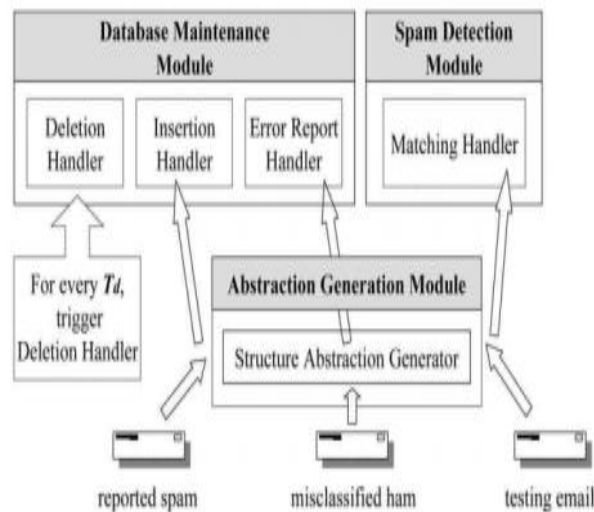 Database Maintenance
Module
Deletion
Handler
Insertion
Handler
Error Report
Handler
Spam Detection
Module
Matching Handler
For every Td,
trigger
Deletion Handler
Abstraction Generation Module
Structure Abstraction Generator
reported spam
misclassified ham
testing email